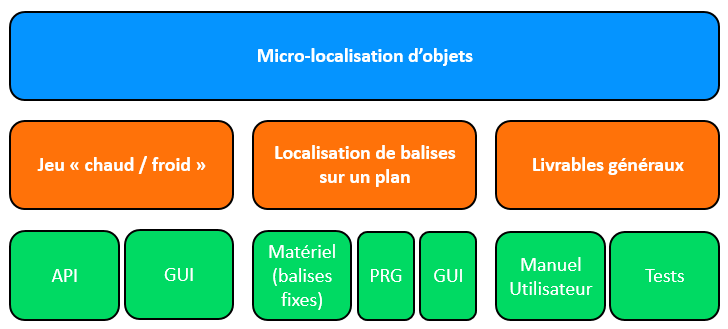 Micro-localisation d’objets
Jeu « chaud / froid »
Localisation de balises
sur un plan
Livrables généraux
API
GUI
Matériel
(balises
fixes)
PRG
GUI
Manuel
Utilisateur
Tests